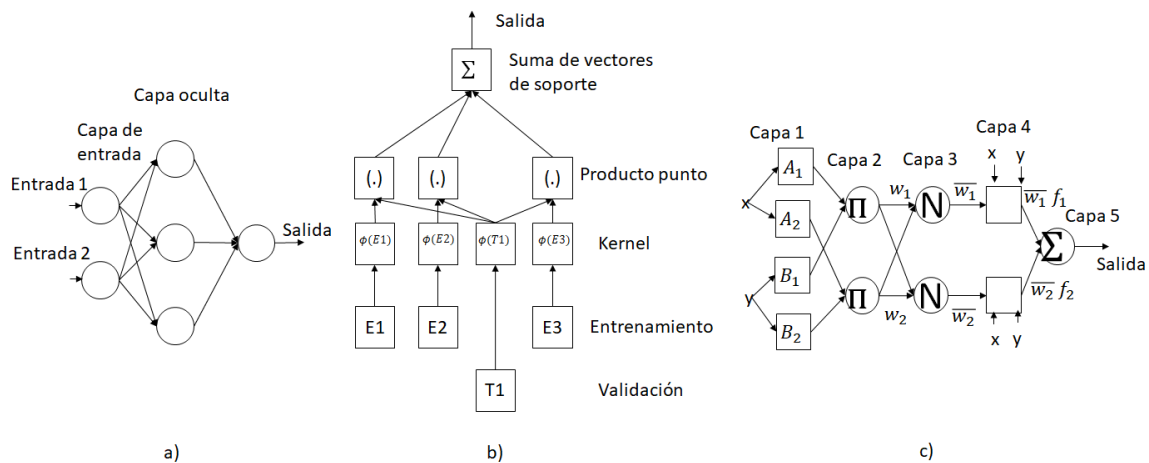 Capa oculta
Capa de
entrada
Entrada 1
Entrada 2
Salida
a)
Salida
Σ
Suma de vectores
de soporte
(.) (.) (.) Producto punto
ϕ(E1) ϕ(E2) ϕ(T1) ϕ(E3) Kernel
E1 E2 E3 Entrenamiento
T1 Validación
b)
Capa 1
Capa 2
Capa 3
Capa 4
Capa 5
x y
x
A₁
A₂
y
B₁
B₂
Π w₁ N w̅₁ w̅₁ f₁
Π w₂ N w̅₂ w̅₂ f₂
x y
Σ
Salida
c)